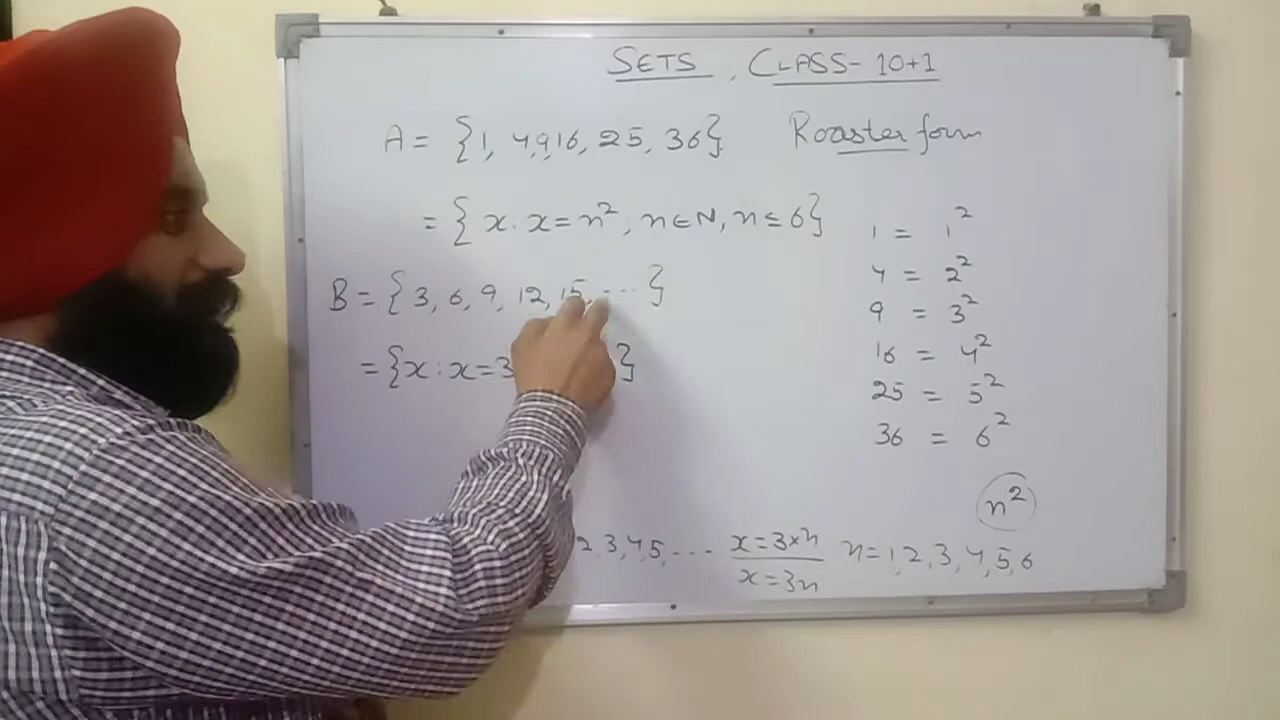 SETS, CLASS-10+1
A = {1, 4,9,16, 25, 36} Roaster form
= {x : x = n², n∈N, n ≤ 6}
1 = 1²
B = {3, 6, 9, 12, 15, ...}
4 = 2²
9 = 3²
= {x : x = 3 }
16 = 4²
25 = 5²
36 = 6²
n²
2, 3, 4, 5, ... x = 3×n n = 1, 2, 3, 4, 5, 6
x = 3n